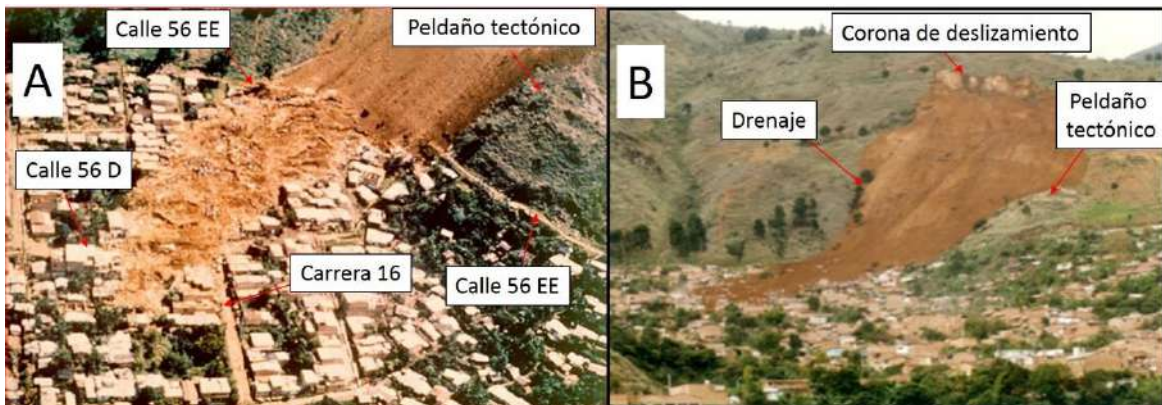 A
Calle 56 EE
Peldaño tectónico
Calle 56 D
Carrera 16
Calle 56 EE
B
Corona de deslizamiento
Drenaje
Peldaño
tectónico